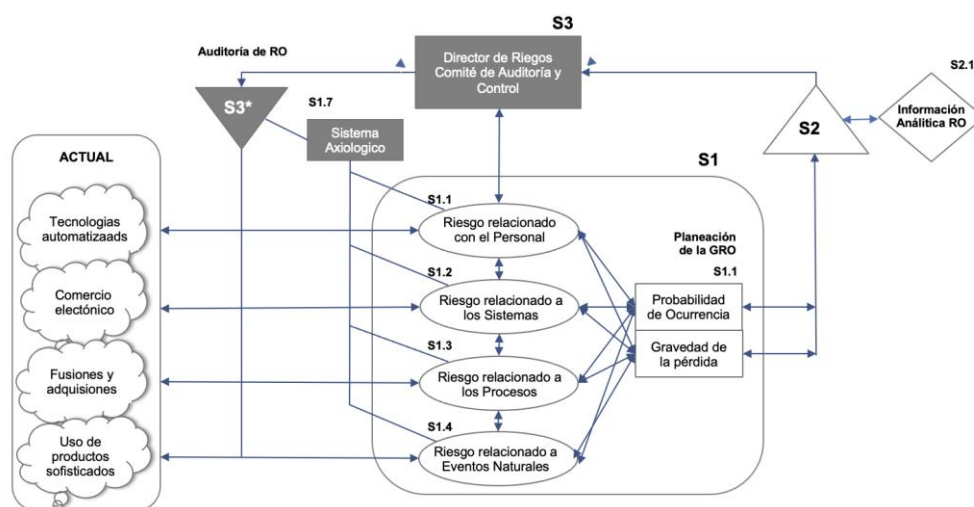 S3
Auditoría de RO
Director de Riegos
Comité de Auditoría y
Control
S2.1
S3*
S1.7
Sistema
Axiologico
S2
Información
Análitica RO
ACTUAL
S1
S1.1
Tecnologias
automatizaads
Riesgo relacionado
con el Personal
Planeación
de la GRO
S1.1
S1.2
Comercio
electónico
Riesgo relacionado a
los Sistemas
Probabilidad
de Ocurrencia
S1.3
Gravedad de
la pérdida
Fusiones y
adquisiones
Riesgo relacionado a
los Procesos
S1.4
Uso de
productos
sofisticados
Riesgo relacionado a
Eventos Naturales